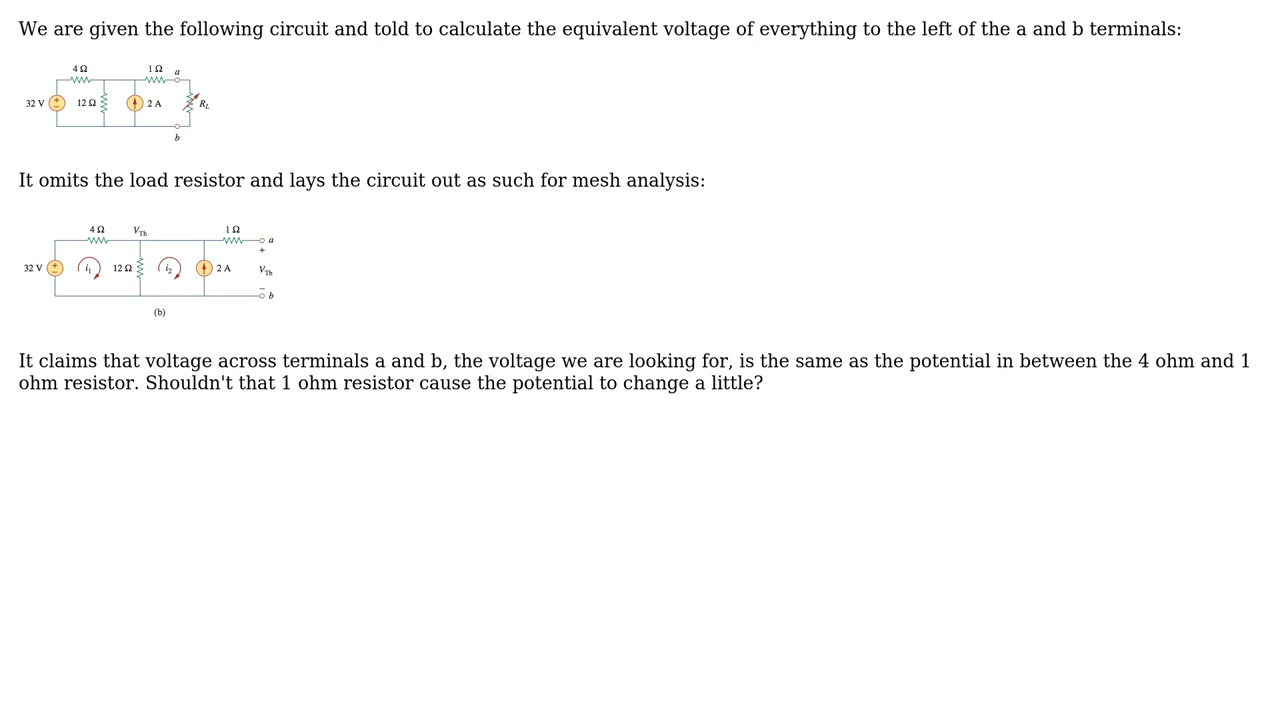 We are given the following circuit and told to calculate the equivalent voltage of everything to the left of the a and b terminals:
4 Ω 1 Ω a
32 V + − 12 Ω 2 A R_L
b
It omits the load resistor and lays the circuit out as such for mesh analysis:
4 Ω V_Th 1 Ω
a
+
32 V + − i_1 12 Ω i_2 2 A V_Th
−
b
(b)
It claims that voltage across terminals a and b, the voltage we are looking for, is the same as the potential in between the 4 ohm and 1
ohm resistor. Shouldn't that 1 ohm resistor cause the potential to change a little?